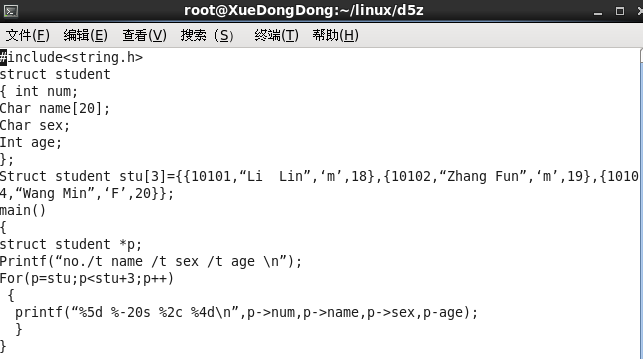 root@XueDongDong:~/linux/d5z
文件(F) 编辑(E) 查看(V) 搜索 (S) 终端(T) 帮助(H)
#include<string.h>
struct student
{ int num;
Char name[20];
Char sex;
Int age;
};
Struct student stu[3]={{10101,“Li  Lin”,‘m’,18},{10102,“Zhang Fun”,‘m’,19},{1010
4,“Wang Min”,‘F’,20}};
main()
{
struct student *p;
Printf(“no./t name /t sex /t age \n”);
For(p=stu;p<stu+3;p++)
{
printf(“%5d %-20s %2c %4d\n”,p->num,p->name,p->sex,p-age);
}
}